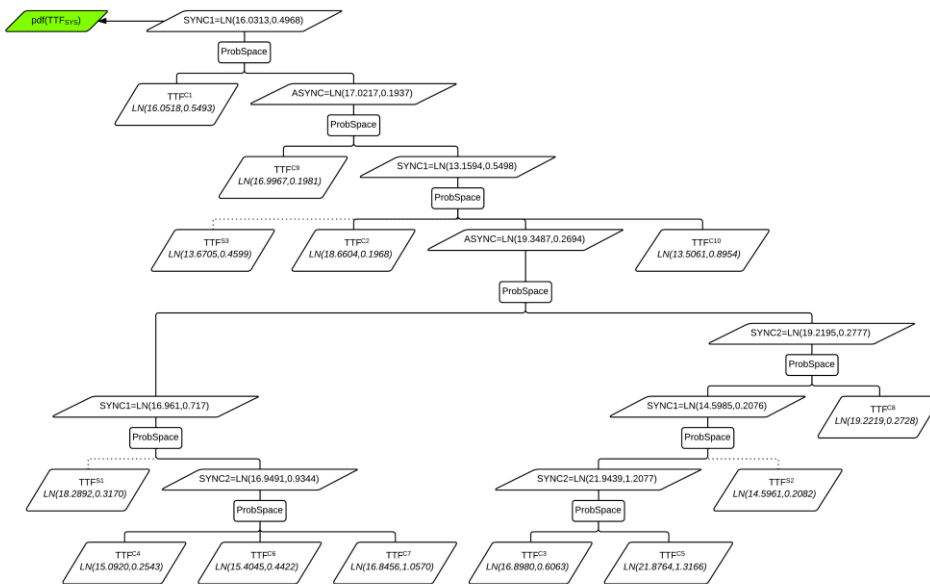 pdf(TTFSYS)
SYNC1=LN(16.0313,0.4968)
ProbSpace
TTFC1
LN(16.0518,0.5493)
ASYNC=LN(17.0217,0.1937)
ProbSpace
TTFC9
LN(16.9967,0.1981)
SYNC1=LN(13.1594,0.5498)
ProbSpace
TTFS3
LN(13.6705,0.4599)
TTFC2
LN(18.6604,0.1968)
ASYNC=LN(19.3487,0.2694)
TTFC10
LN(13.5061,0.8954)
ProbSpace
SYNC2=LN(19.2195,0.2777)
ProbSpace
SYNC1=LN(16.961,0.717)
SYNC1=LN(14.5985,0.2076)
TTFC8
LN(19.2219,0.2728)
ProbSpace
ProbSpace
TTFS1
LN(18.2892,0.3170)
SYNC2=LN(16.9491,0.9344)
SYNC2=LN(21.9439,1.2077)
TTFS2
LN(14.5961,0.2082)
ProbSpace
ProbSpace
TTFC4
LN(15.0920,0.2543)
TTFC6
LN(15.4045,0.4422)
TTFC7
LN(16.8456,1.0570)
TTFC3
LN(16.8980,0.6063)
TTFC5
LN(21.8764,1.3166)